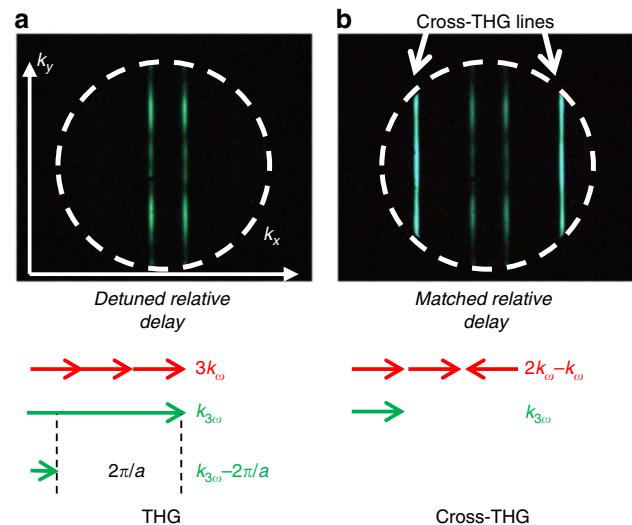 a
b
Cross-THG lines
k_y
k_x
Detuned relative
delay
Matched relative
delay
3k_ω
2k_ω–k_ω
k_3ω
k_3ω
2π/a
k_3ω–2π/a
THG
Cross-THG